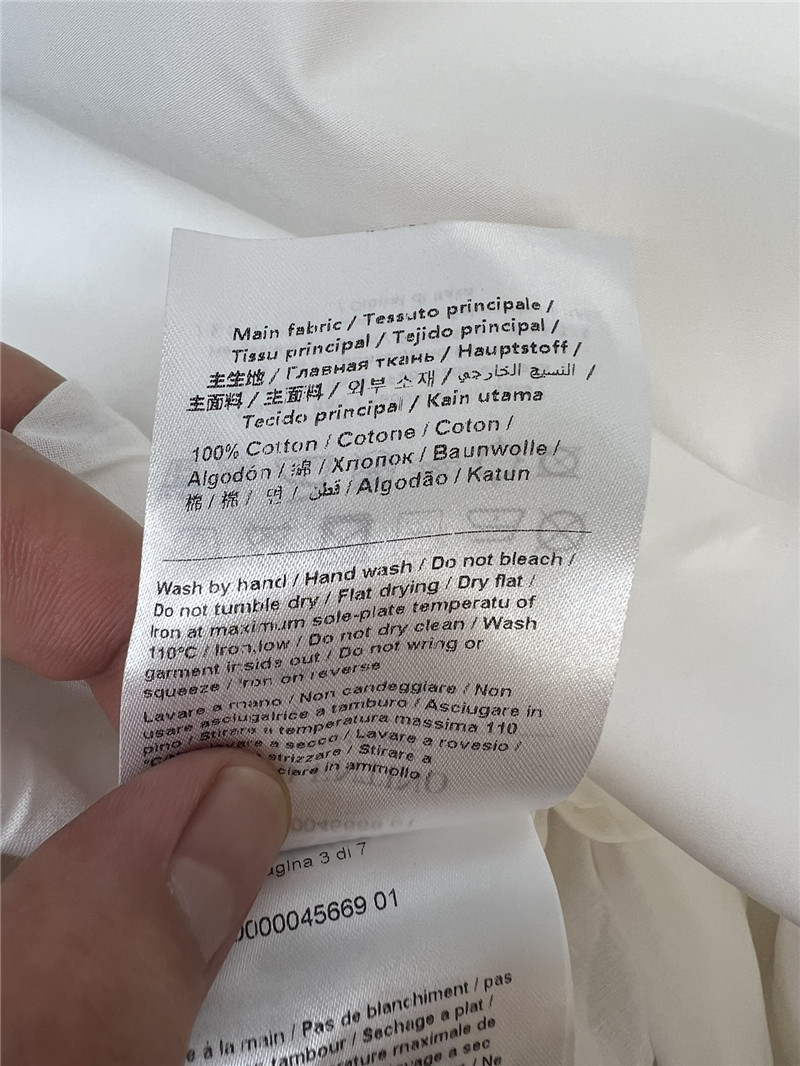 Main fabric / Tessuto principale /
Tissu principal / Tejido principal /
主生地 / Главная ткань / Hauptstoff /
主面料 / 主面料 / 외부 소재 / النسيج الخارجي /
Tecido principal / Kain utama
100% Cotton / Cotone / Coton /
Algodón / 綿 / Хлопок / Baunwolle /
棉 / 棉 / 면 / قطن / Algodão / Katun
Wash by hand / Hand wash / Do not bleach /
Do not tumble dry / Flat drying / Dry flat /
Iron at maximum sole-plate temperatu of
110°C / Iron,low / Do not dry clean / Wash
garment inside out / Do not wring or
squeeze / Iron on reverse
Lavare a mano / Non candeggiare / Non
usare asciugatrice a tamburo / Asciugare in
piano / Stirare a temperatura massima 110
lavare a secco / Lavare a rovesio /
strizzare / Stirare a
in ammollo
3 di 7
0000045669 01
à la main / Pas de blanchiment / pas
tambour / Sechage a plat /
maximale de
a sec
/ Ne